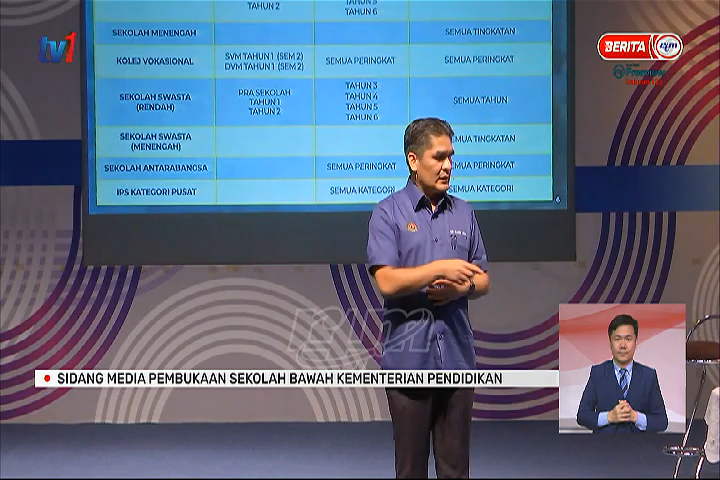 TAHUN 2
TAHUN 5
TAHUN 6
SEKOLAH MENENGAH
SEMUA TINGKATAN
KOLEJ VOKASIONAL
SVM TAHUN 1 (SEM 2)
DVM TAHUN 1 (SEM 2)
SEMUA PERINGKAT
SEMUA PERINGKAT
SEKOLAH SWASTA
(RENDAH)
PRA SEKOLAH
TAHUN 1
TAHUN 2
TAHUN 3
TAHUN 4
TAHUN 5
TAHUN 6
SEMUA TAHUN
SEKOLAH SWASTA
(MENENGAH)
SEMUA TINGKATAN
SEKOLAH ANTARABANGSA
SEMUA PERINGKAT
SEMUA PERINGKAT
IPS KATEGORI PUSAT
SEMUA KATEGORI
SEMUA KATEGORI
6
tv1
BERITA rtm
rtm
SIDANG MEDIA PEMBUKAAN SEKOLAH BAWAH KEMENTERIAN PENDIDIKAN